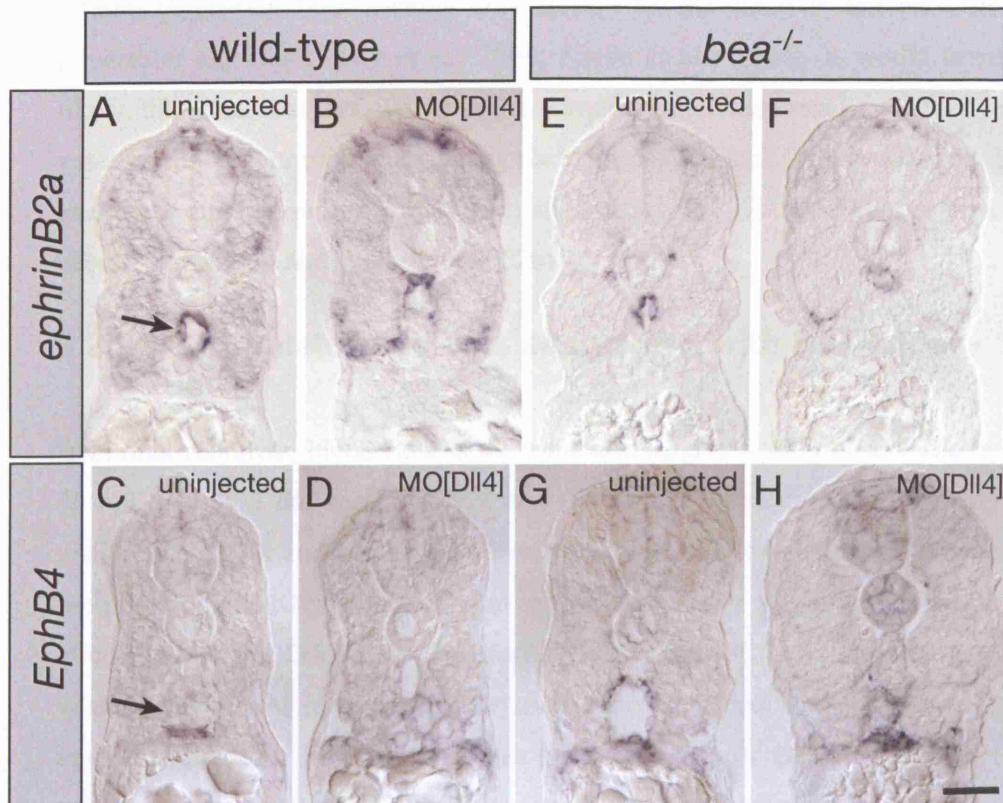 wild-type
bea-/-
ephrinB2a
A uninjected
B MO[Dll4]
E uninjected
F MO[Dll4]
EphB4
C uninjected
D MO[Dll4]
G uninjected
H MO[Dll4]